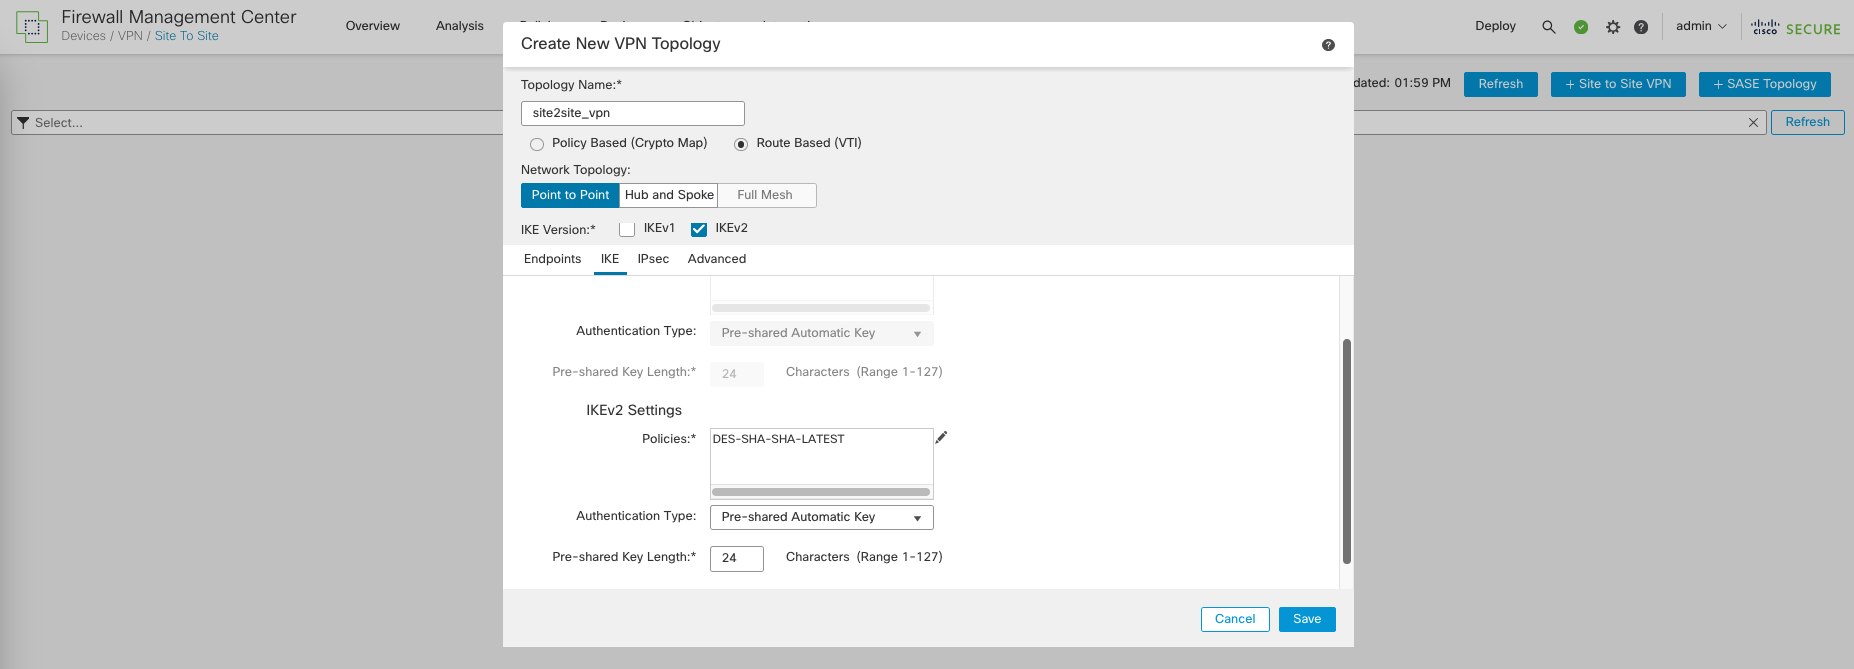 Firewall Management Center
Devices / VPN / Site To Site
Overview
Analysis
Deploy
admin
cisco SECURE
Create New VPN Topology
Topology Name:*
site2site_vpn
Policy Based (Crypto Map)
Route Based (VTI)
Network Topology:
Point to Point
Hub and Spoke
Full Mesh
IKE Version:*
IKEv1
IKEv2
dated: 01:59 PM
Refresh
+ Site to Site VPN
+ SASE Topology
Select...
Refresh
Endpoints
IKE
IPsec
Advanced
Authentication Type:
Pre-shared Automatic Key
Pre-shared Key Length:*
24
Characters (Range 1-127)
IKEv2 Settings
Policies:*
DES-SHA-SHA-LATEST
Authentication Type:
Pre-shared Automatic Key
Pre-shared Key Length:*
24
Characters (Range 1-127)
Cancel
Save